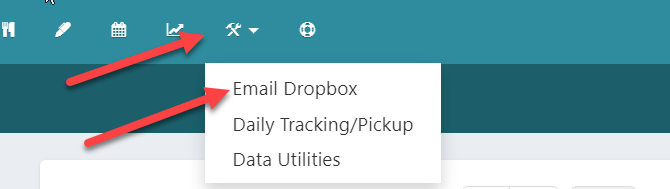 Email Dropbox
Daily Tracking/Pickup
Data Utilities